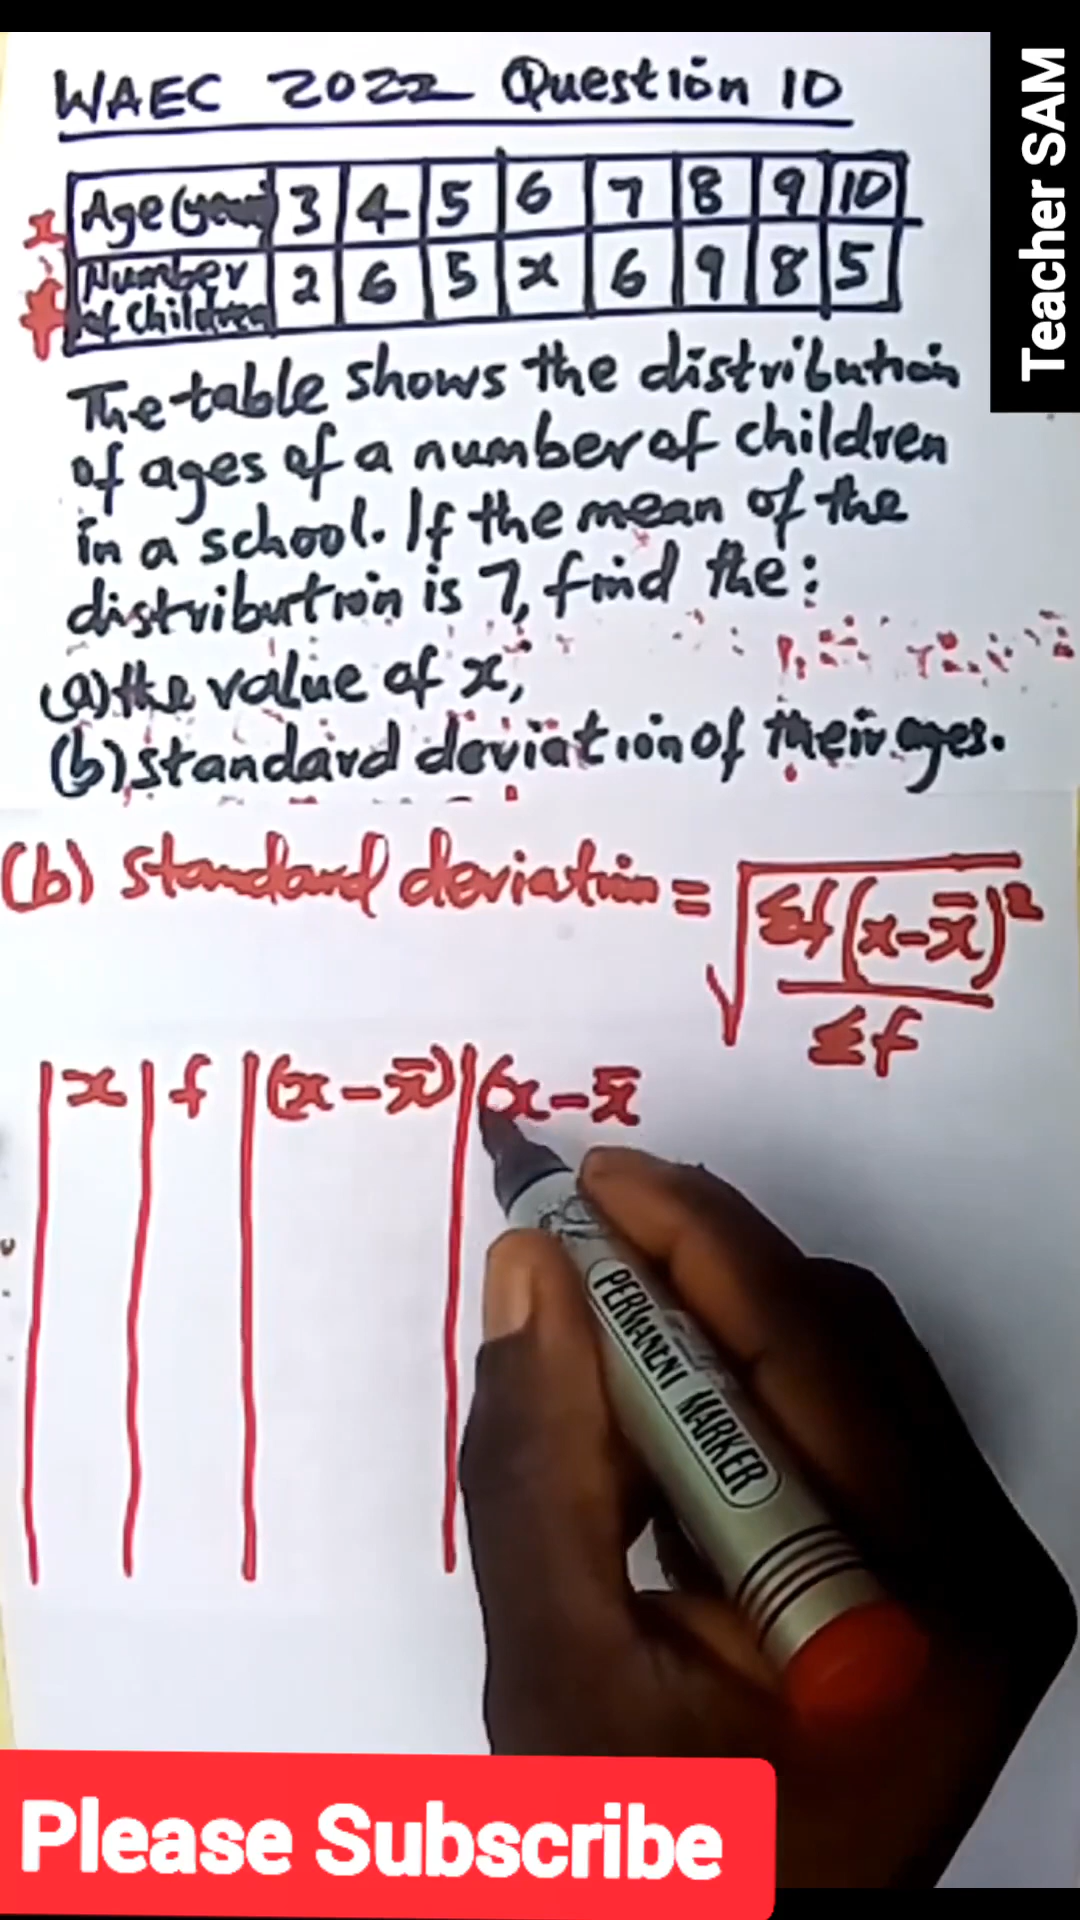 WAEC 2022 Question 10
x Age (years) 3 4 5 6 7 8 9 10
f Number of Children 2 6 5 x 6 9 8 5
The table shows the distribution
of ages of a number of children
in a school. If the mean of the
distribution is 7, find the:
(a) the value of x,
(b) standard deviation of their ages.
(b) standard deviation = √Σf(x-x̄)²/Σf
x f (x-x̄) (x-x̄
PERMANENT MARKER
Teacher SAM
Please Subscribe